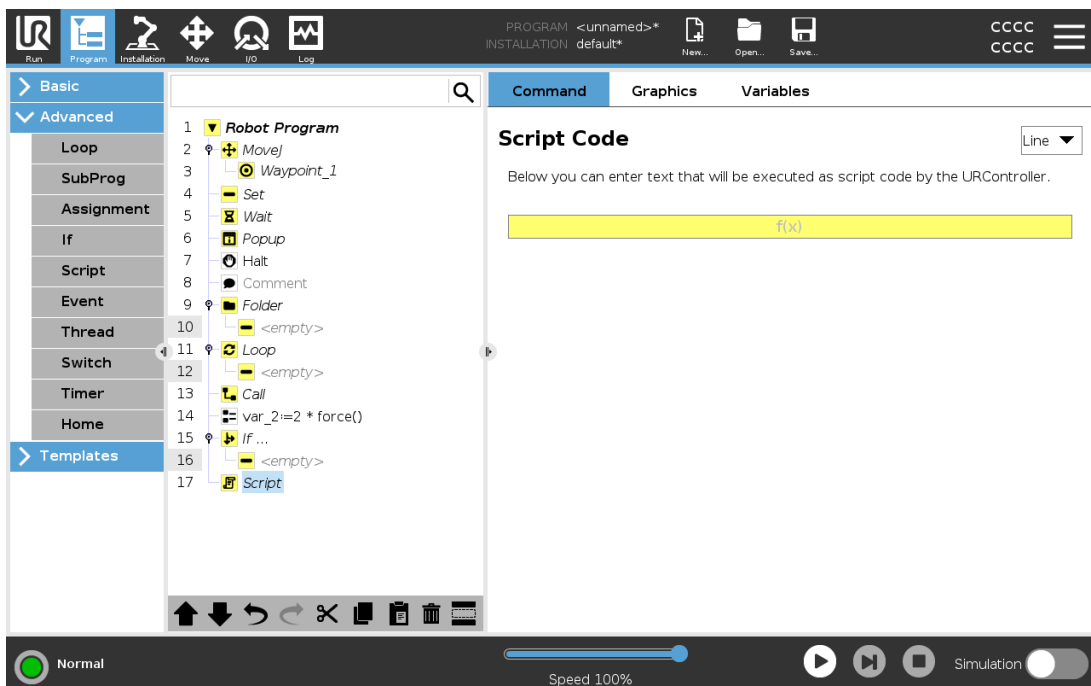 PROGRAM <unnamed>*
INSTALLATION default*
CCCC
CCCC
Run Program Installation Move I/O Log New... Open... Save...
Basic
Advanced
Loop
SubProg
Assignment
If
Script
Event
Thread
Switch
Timer
Home
Templates
1 Robot Program
2 MoveJ
3 Waypoint_1
4 Set
5 Wait
6 Popup
7 Halt
8 Comment
9 Folder
10 <empty>
11 Loop
12 <empty>
13 Call
14 var_2:=2 * force()
15 If ...
16 <empty>
17 Script
Command Graphics Variables
Script Code
Line
Below you can enter text that will be executed as script code by the URController.
f(x)
Normal
Speed 100%
Simulation